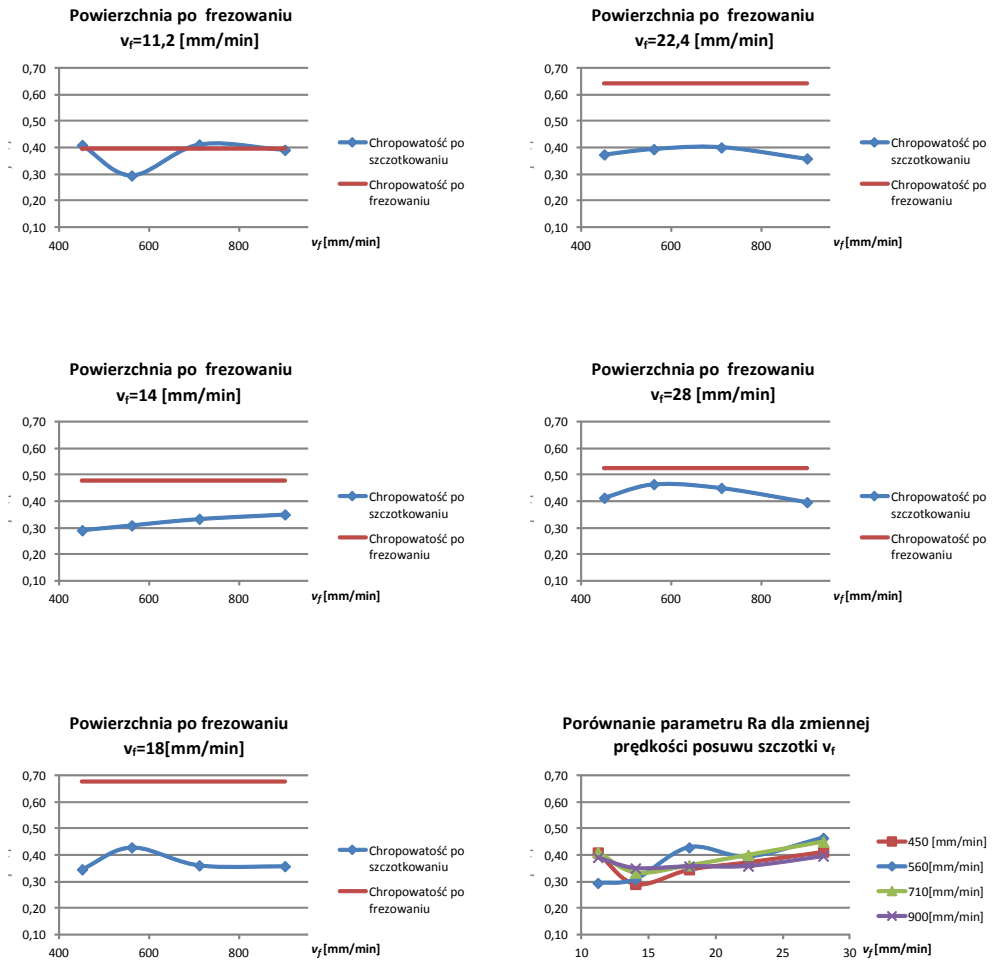 Powierzchnia po frezowaniu
vf=11,2 [mm/min]
0,70
0,60
0,50
0,40
0,30
0,20
0,10
400
600
800
vf [mm/min]
Chropowatość po
szczotkowaniu
Chropowatość po
frezowaniu
Powierzchnia po frezowaniu
vf=22,4 [mm/min]
0,70
0,60
0,50
0,40
0,30
0,20
0,10
400
600
800
vf [mm/min]
Chropowatość po
szczotkowaniu
Chropowatość po
frezowaniu
Powierzchnia po frezowaniu
vf=14 [mm/min]
0,70
0,60
0,50
0,40
0,30
0,20
0,10
400
600
800
vf [mm/min]
Chropowatość po
szczotkowaniu
Chropowatość po
frezowaniu
Powierzchnia po frezowaniu
vf=28 [mm/min]
0,70
0,60
0,50
0,40
0,30
0,20
0,10
400
600
800
vf [mm/min]
Chropowatość po
szczotkowaniu
Chropowatość po
frezowaniu
Powierzchnia po frezowaniu
vf=18[mm/min]
0,70
0,60
0,50
0,40
0,30
0,20
0,10
400
600
800
vf [mm/min]
Chropowatość po
szczotkowaniu
Chropowatość po
frezowaniu
Porównanie parametru Ra dla zmiennej
prędkości posuwu szczotki vf
0,70
0,60
0,50
0,40
0,30
0,20
0,10
10
15
20
25
30
vf [mm/min]
450 [mm/min]
560[mm/min]
710[mm/min]
900[mm/min]